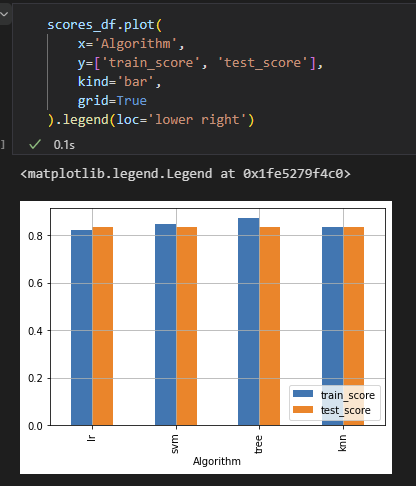 scores_df.plot(
    x='Algorithm',
    y=['train_score', 'test_score'],
    kind='bar',
    grid=True
).legend(loc='lower right')
]
0.1s
<matplotlib.legend.Legend at 0x1fe5279f4c0>
0.8
0.6
0.4
0.2
0.0
train_score
test_score
lr
svm
tree
knn
Algorithm